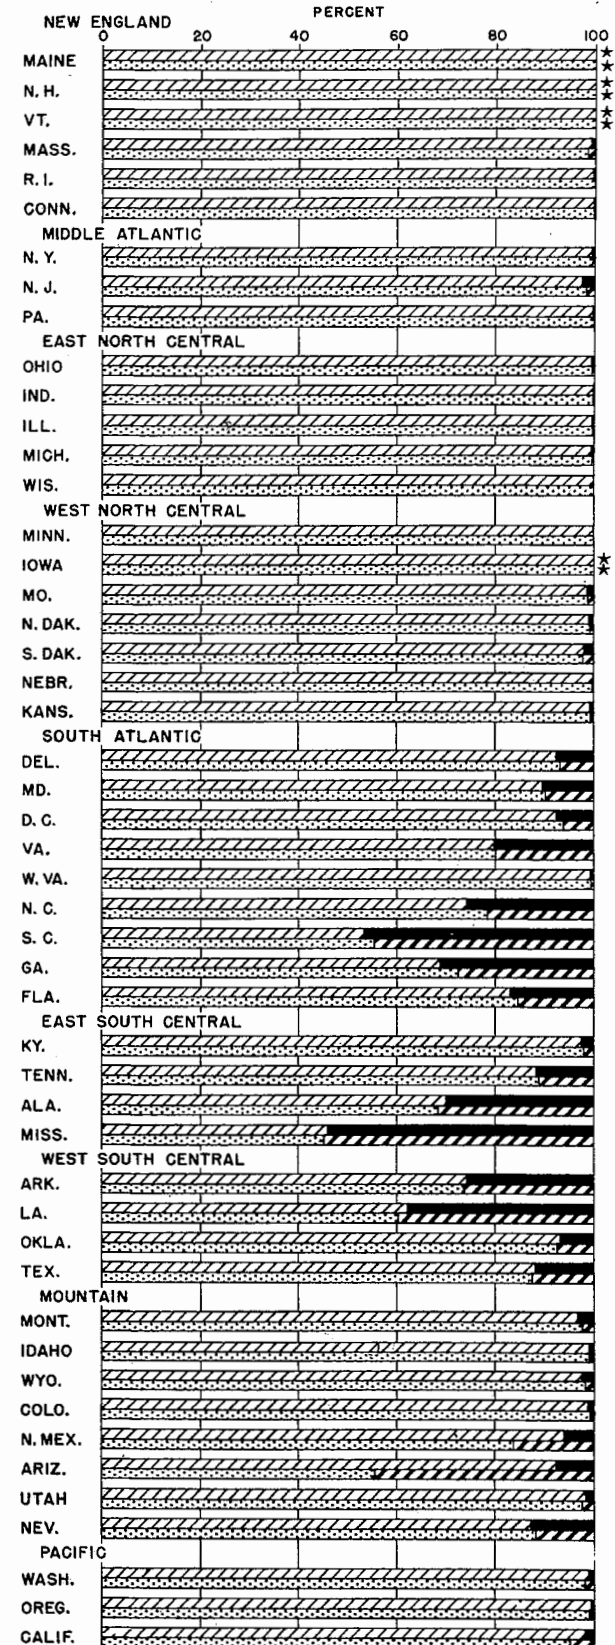 PERCENT
NEW ENGLAND
0 20 40 60 80 100
MAINE
N. H.
VT.
MASS.
R. I.
CONN.
MIDDLE ATLANTIC
N. Y.
N. J.
PA.
EAST NORTH CENTRAL
OHIO
IND.
ILL.
MICH.
WIS.
WEST NORTH CENTRAL
MINN.
IOWA
MO.
N. DAK.
S. DAK.
NEBR.
KANS.
SOUTH ATLANTIC
DEL.
MD.
D. C.
VA.
W. VA.
N. C.
S. C.
GA.
FLA.
EAST SOUTH CENTRAL
KY.
TENN.
ALA.
MISS.
WEST SOUTH CENTRAL
ARK.
LA.
OKLA.
TEX.
MOUNTAIN
MONT.
IDAHO
WYO.
COLO.
N. MEX.
ARIZ.
UTAH
NEV.
PACIFIC
WASH.
OREG.
CALIF.